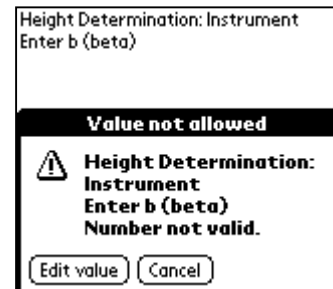 Height Determination: Instrument
Enter b (beta)
Value not allowed
Height Determination:
Instrument
Enter b (beta)
Number not valid.
Edit value Cancel